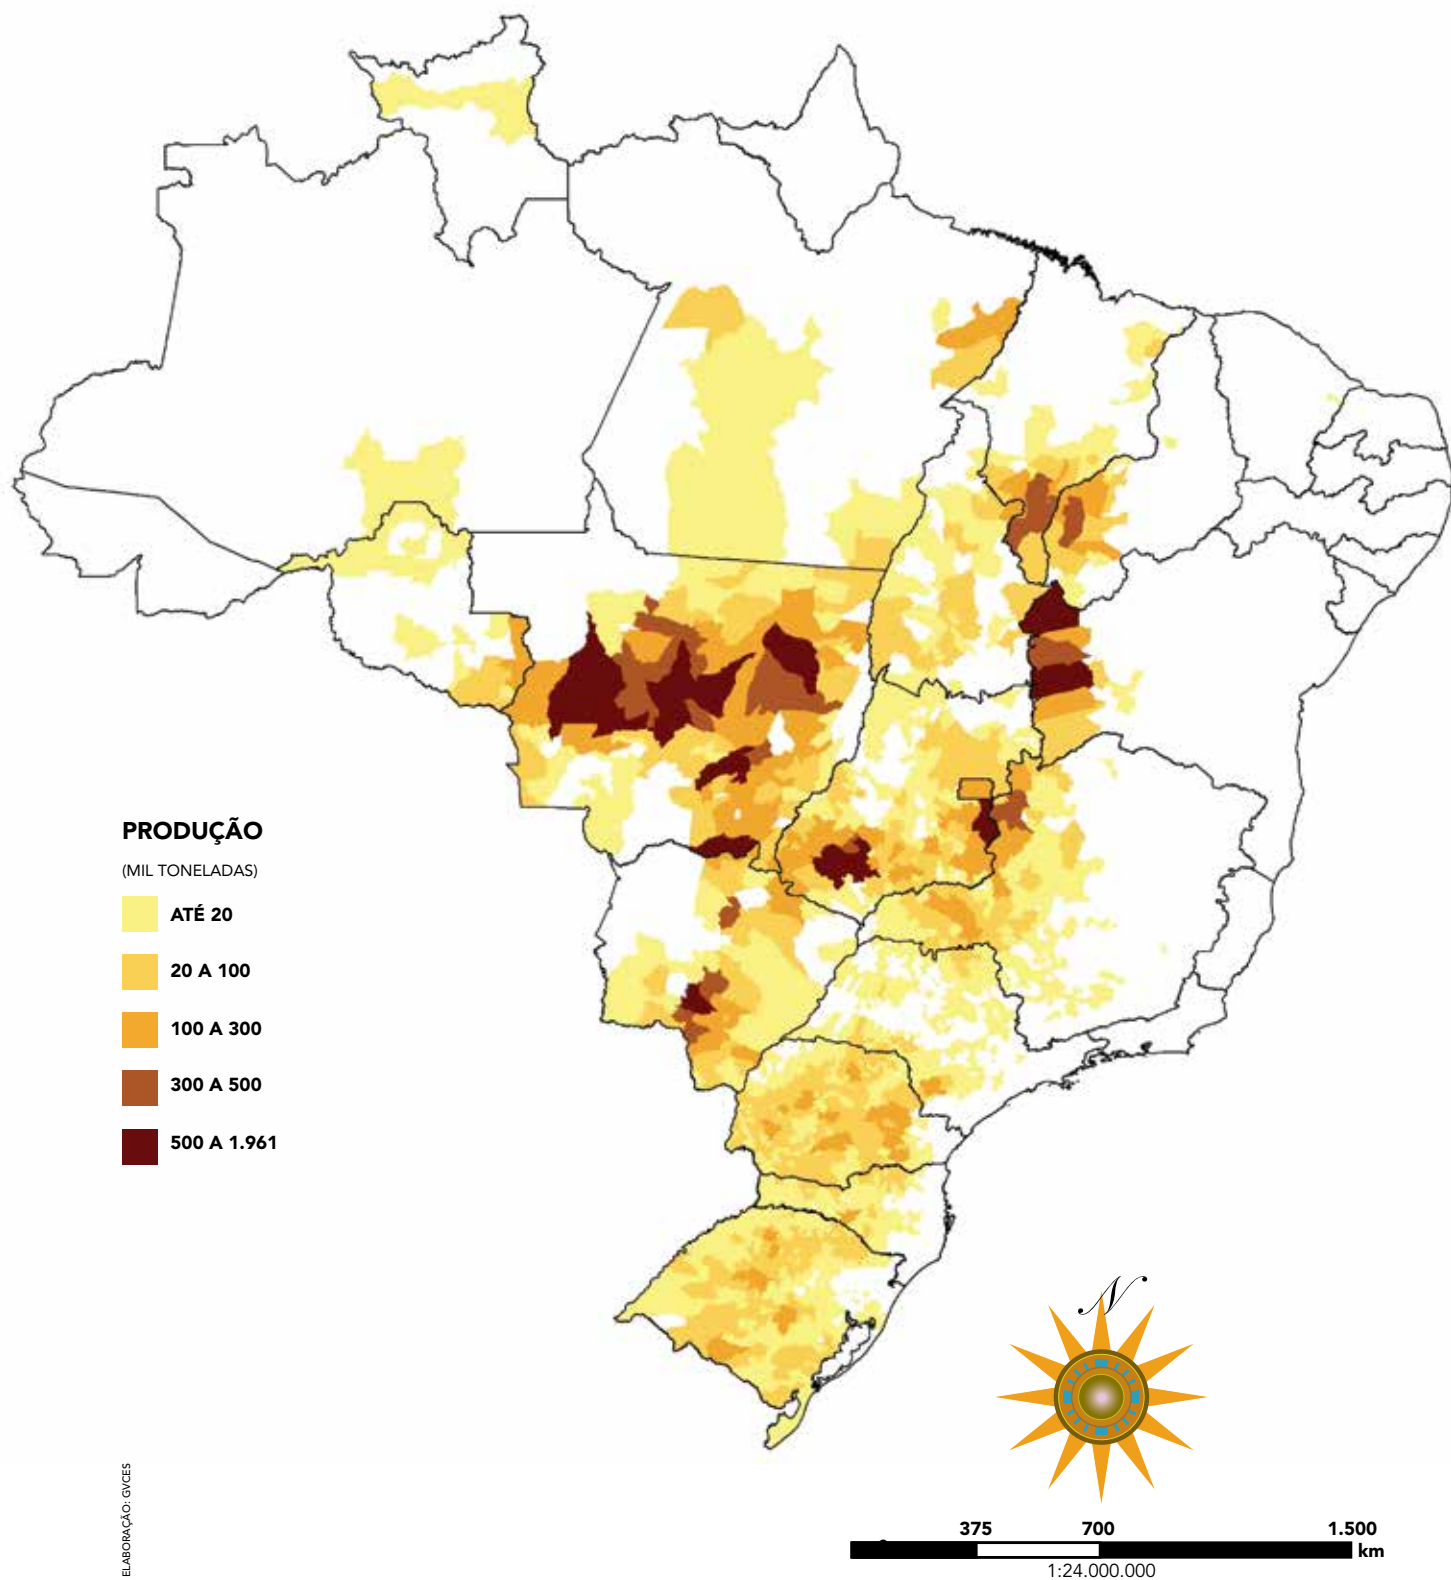 PRODUÇÃO
(MIL TONELADAS)
ATÉ 20
20 A 100
100 A 300
300 A 500
500 A 1.961
N
375 700 1.500
km
1:24.000.000
ELABORAÇÃO: GVCES